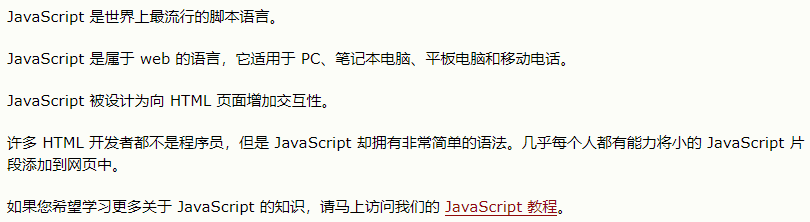 JavaScript 是世界上最流行的脚本语言。
JavaScript 是属于 web 的语言，它适用于 PC、笔记本电脑、平板电脑和移动电话。
JavaScript 被设计为向 HTML 页面增加交互性。
许多 HTML 开发者都不是程序员，但是 JavaScript 却拥有非常简单的语法。几乎每个人都有能力将小的 JavaScript 片
段添加到网页中。
如果您希望学习更多关于 JavaScript 的知识，请马上访问我们的 JavaScript 教程。